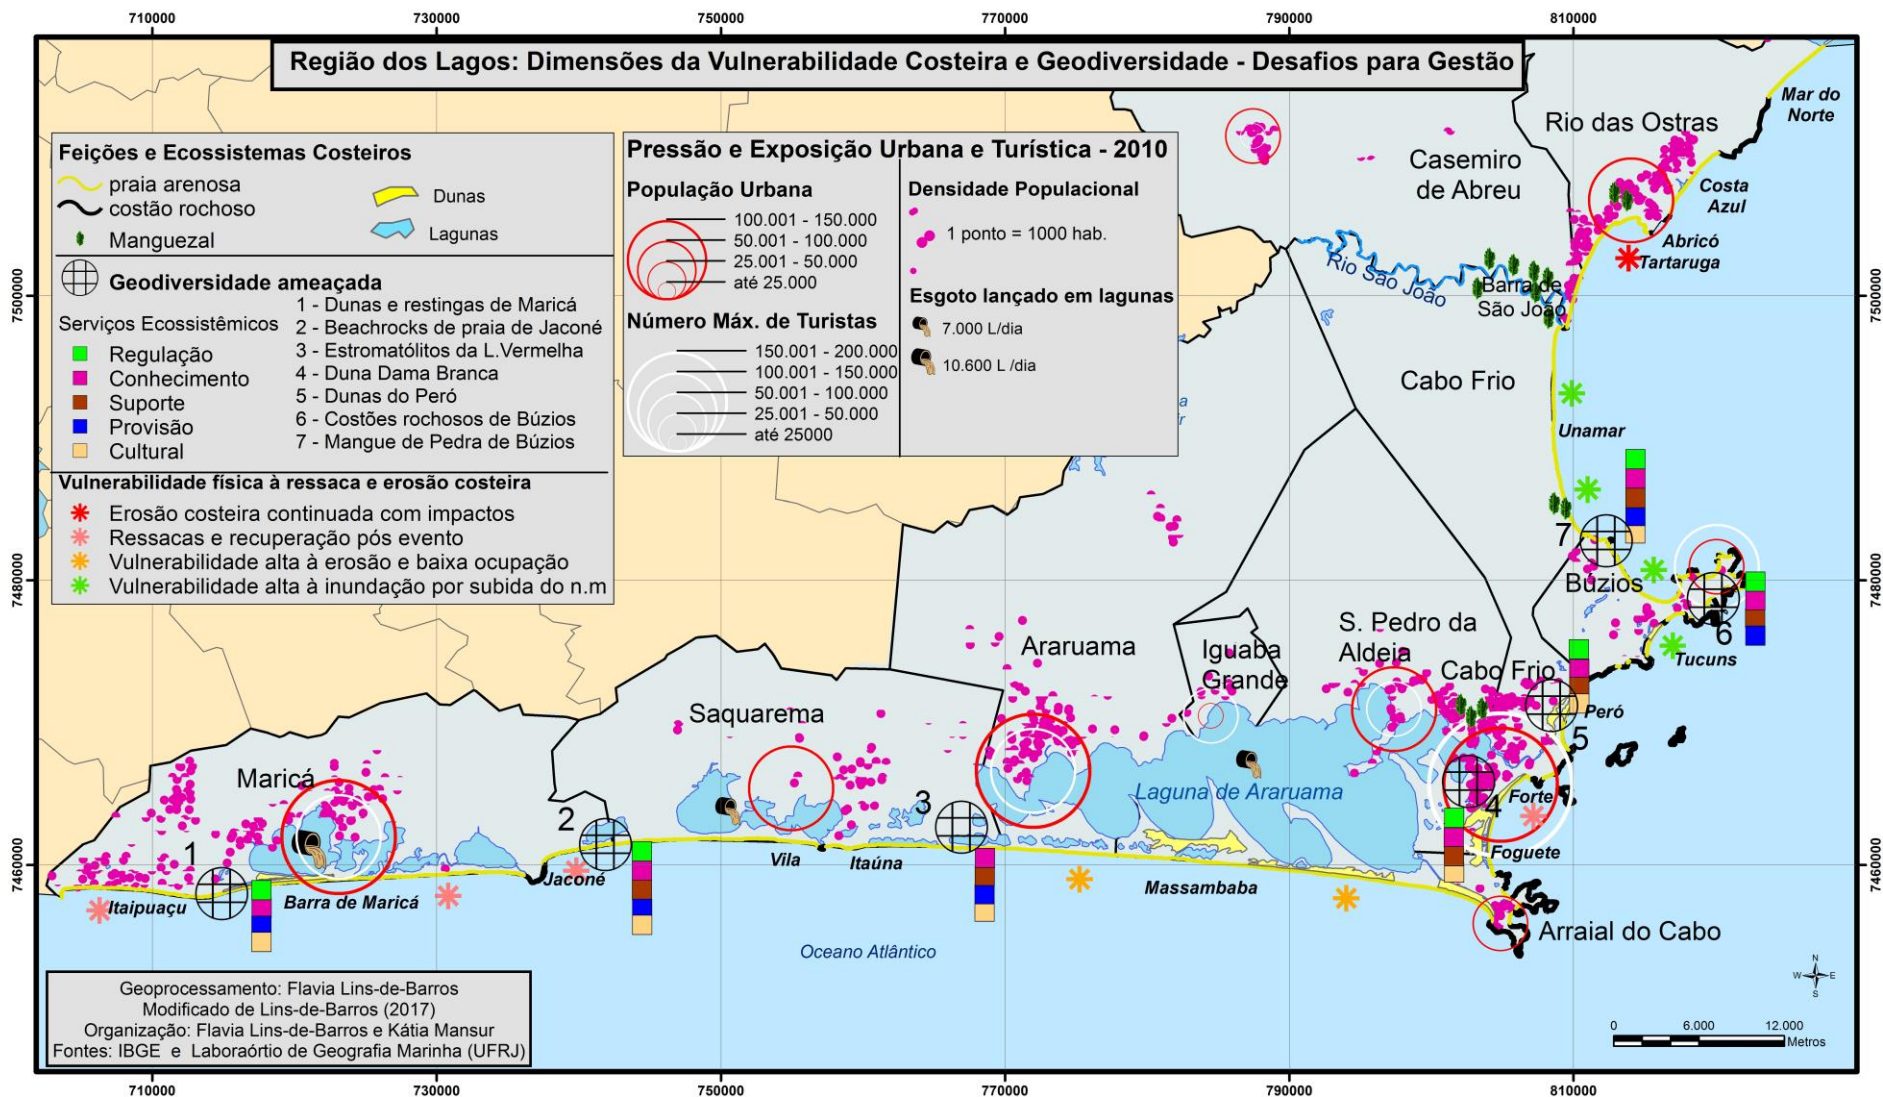 710000 730000 750000 770000 790000 810000
Região dos Lagos: Dimensões da Vulnerabilidade Costeira e Geodiversidade - Desafios para Gestão
Feições e Ecossistemas Costeiros
praia arenosa
costão rochoso
Manguezal
Dunas
Lagunas
Geodiversidade ameaçada
1 - Dunas e restingas de Maricá
2 - Beachrocks de praia de Jaconé
3 - Estromatólitos da L.Vermelha
4 - Duna Dama Branca
5 - Dunas do Peró
6 - Costões rochosos de Búzios
7 - Mangue de Pedra de Búzios
Serviços Ecossistêmicos
Regulação
Conhecimento
Suporte
Provisão
Cultural
Vulnerabilidade física à ressaca e erosão costeira
Erosão costeira continuada com impactos
Ressacas e recuperação pós evento
Vulnerabilidade alta à erosão e baixa ocupação
Vulnerabilidade alta à inundação por subida do n.m
Pressão e Exposição Urbana e Turística - 2010
População Urbana
100.001 - 150.000
50.001 - 100.000
25.001 - 50.000
até 25.000
Número Máx. de Turistas
150.001 - 200.000
100.001 - 150.000
50.001 - 100.000
25.001 - 50.000
até 25000
Densidade Populacional
1 ponto = 1000 hab.
Esgoto lançado em lagunas
7.000 L/dia
10.600 L /dia
Mar do
Norte
Rio das Ostras
Casemiro
de Abreu
Costa
Azul
Abricó
Tartaruga
Rio São João
Barra de
São João
Cabo Frio
Unamar
7
Búzios
6
Tucuns
S. Pedro da
Aldeia
Iguaba
Grande
Araruama
Cabo Frio
Peró
5
Saquarema
Maricá
Laguna de Araruama
4
Forte
Foguete
1
2
3
Itaipuaçu
Barra de Maricá
Jaconé
Vila
Itaúna
Massambaba
Arraial do Cabo
Oceano Atlântico
Geoprocessamento: Flavia Lins-de-Barros
Modificado de Lins-de-Barros (2017)
Organização: Flavia Lins-de-Barros e Kátia Mansur
Fontes: IBGE e Laboraórtio de Geografia Marinha (UFRJ)
N
W E
S
0 6.000 12.000
Metros
7500000
7480000
7460000
7500000
7480000
7460000
710000 730000 750000 770000 790000 810000